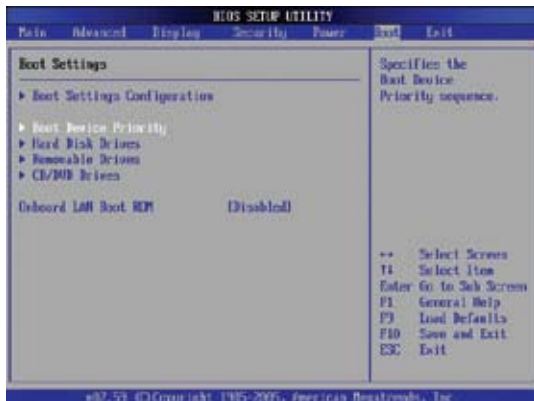 BIOS SETUP UTILITY
Main Advanced Display Security Power Boot Exit
Boot Settings
Boot Settings Configuration
Boot Device Priority
Hard Disk Drives
Removable Drives
CD/DVD Drives
Onboard LAN Boot ROM [Disabled]
Specifies the
Boot Device
Priority sequence.
↔ Select Screen
↑↓ Select Item
Enter Go to Sub Screen
F1 General Help
F9 Load Defaults
F10 Save and Exit
ESC Exit
v02.59 (C)Copyright 1985-2005, American Megatrends, Inc.